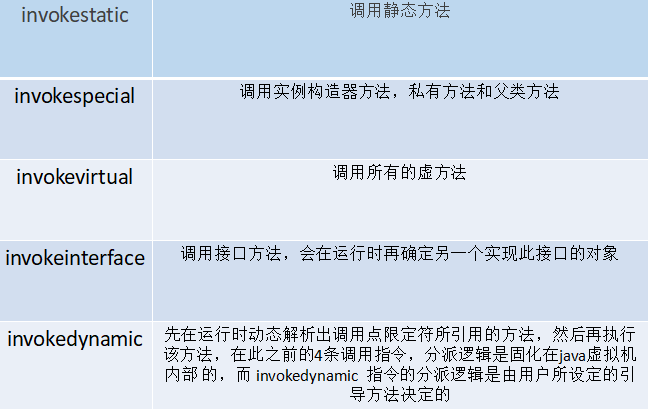 invokestatic
调用静态方法
invokespecial
调用实例构造器方法，私有方法和父类方法
invokevirtual
调用所有的虚方法
invokeinterface
调用接口方法，会在运行时再确定另一个实现此接口的对象
invokedynamic
先在运行时动态解析出调用点限定符所引用的方法，然后再执行
该方法，在此之前的4条调用指令，分派逻辑是固化在java虚拟机
内部的，而 invokedynamic 指令的分派逻辑是由用户所设定的引
导方法决定的